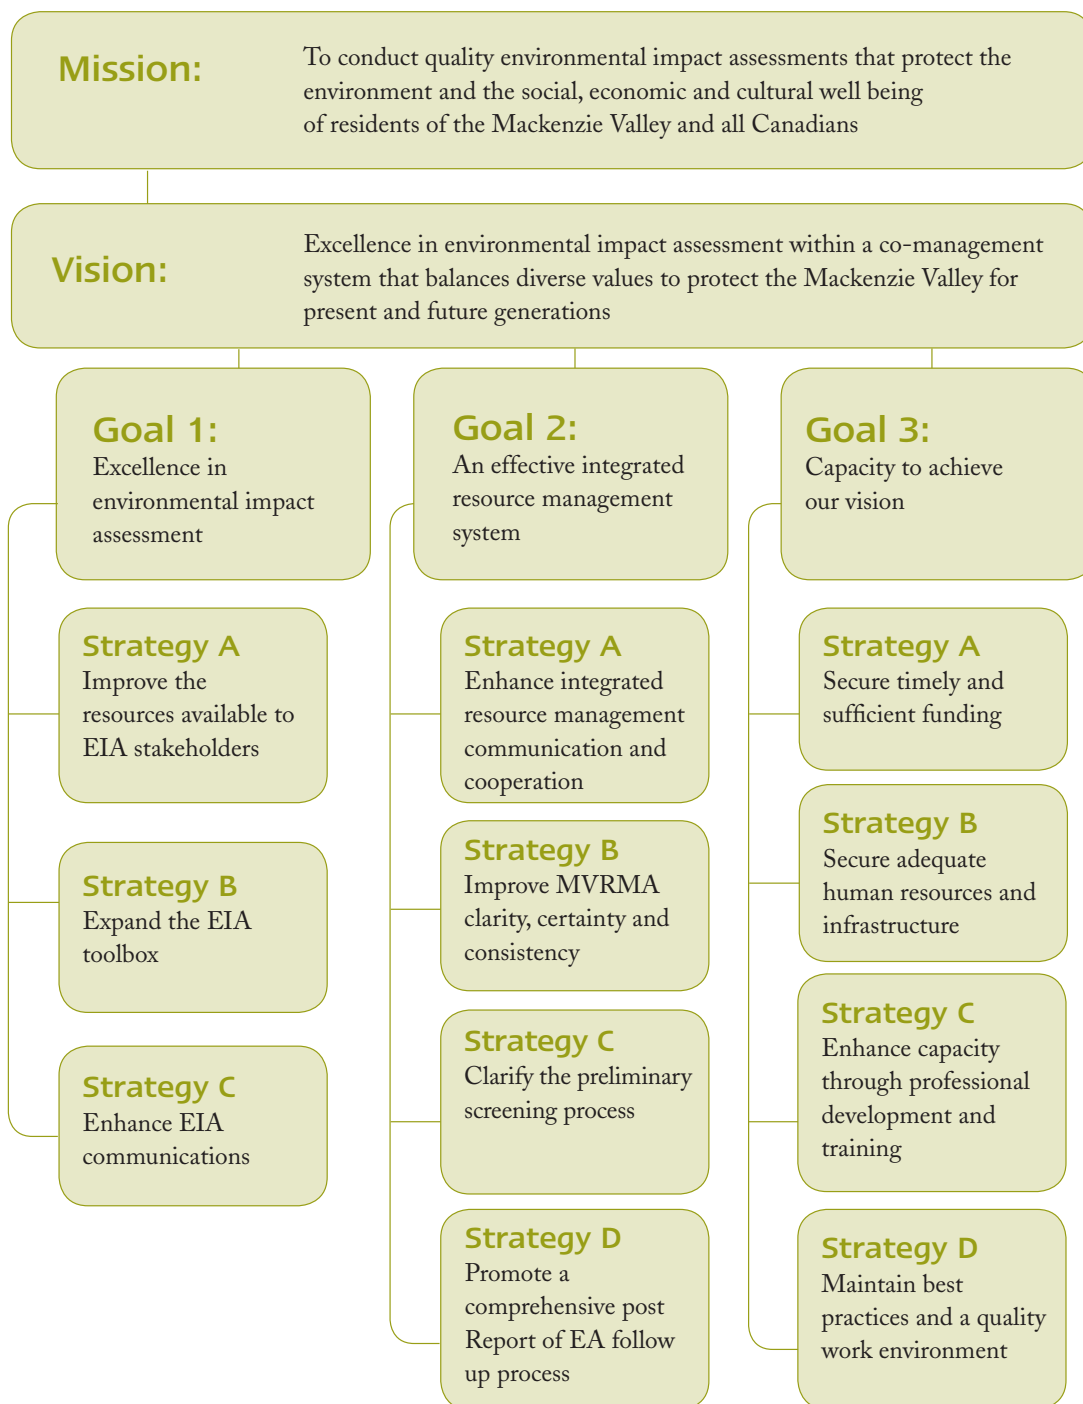 Mission:
To conduct quality environmental impact assessments that protect the
environment and the social, economic and cultural well being
of residents of the Mackenzie Valley and all Canadians
Vision:
Excellence in environmental impact assessment within a co-management
system that balances diverse values to protect the Mackenzie Valley for
present and future generations
Goal 1:
Excellence in
environmental impact
assessment
Strategy A
Improve the
resources available to
EIA stakeholders
Strategy B
Expand the EIA
toolbox
Strategy C
Enhance EIA
communications
Goal 2:
An effective integrated
resource management
system
Strategy A
Enhance integrated
resource management
communication and
cooperation
Strategy B
Improve MVRMA
clarity, certainty and
consistency
Strategy C
Clarify the preliminary
screening process
Strategy D
Promote a
comprehensive post
Report of EA follow
up process
Goal 3:
Capacity to achieve
our vision
Strategy A
Secure timely and
sufficient funding
Strategy B
Secure adequate
human resources and
infrastructure
Strategy C
Enhance capacity
through professional
development and
training
Strategy D
Maintain best
practices and a quality
work environment